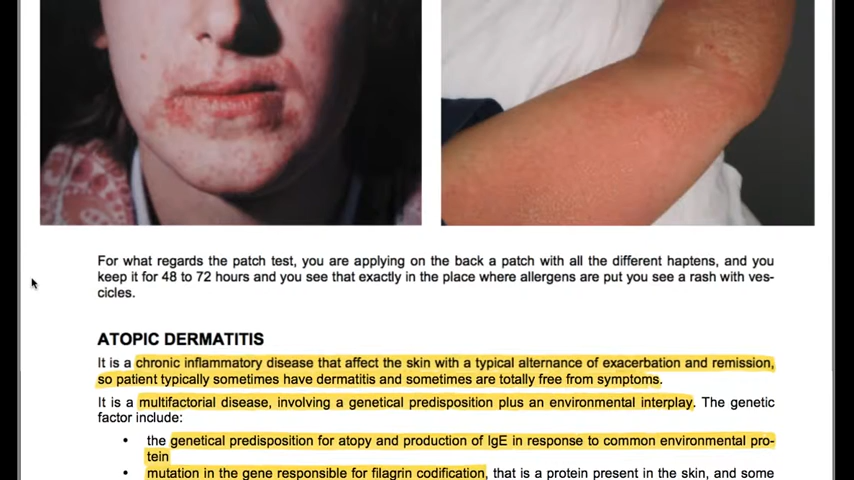 For what regards the patch test, you are applying on the back a patch with all the different haptens, and you
keep it for 48 to 72 hours and you see that exactly in the place where allergens are put you see a rash with ves-
cicles.
ATOPIC DERMATITIS
It is a chronic inflammatory disease that affect the skin with a typical alternance of exacerbation and remission,
so patient typically sometimes have dermatitis and sometimes are totally free from symptoms.
It is a multifactorial disease, involving a genetical predisposition plus an environmental interplay. The genetic
factor include:
• the genetical predisposition for atopy and production of IgE in response to common environmental pro-
tein
• mutation in the gene responsible for filagrin codification, that is a protein present in the skin, and some